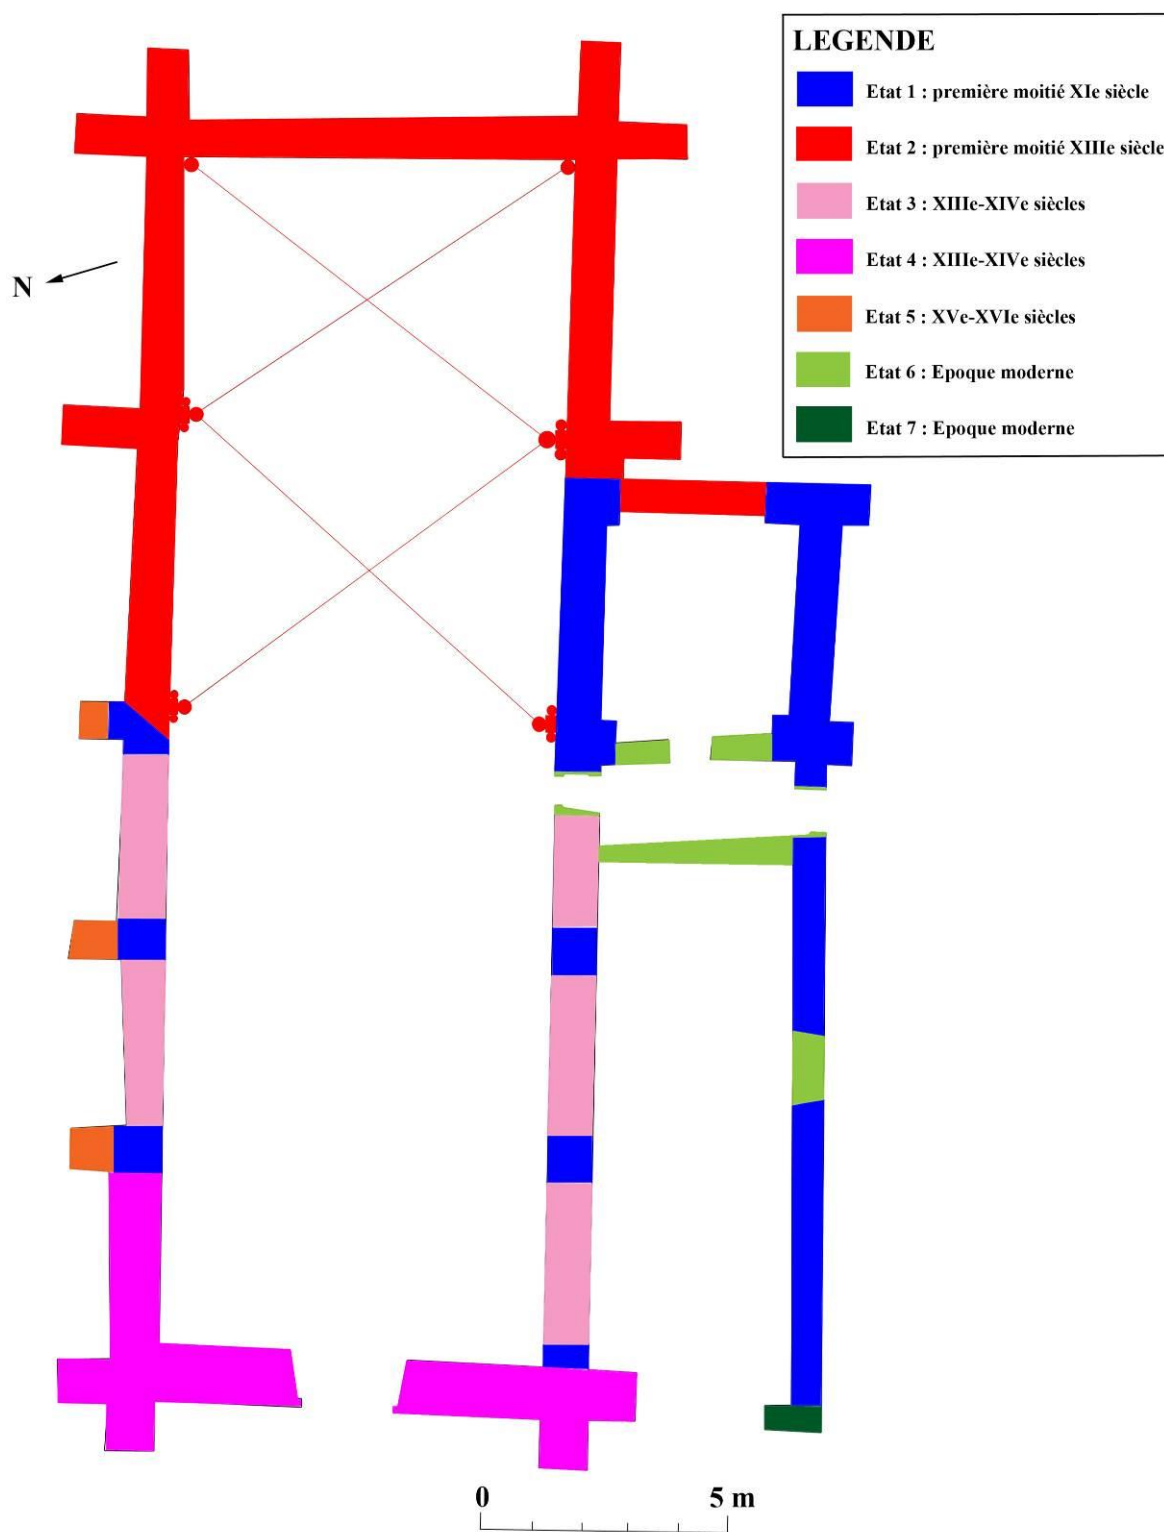 LEGENDE
Etat 1 : première moitié XIe siècle
Etat 2 : première moitié XIIIe siècle
Etat 3 : XIIIe-XIVe siècles
Etat 4 : XIIIe-XIVe siècles
Etat 5 : XVe-XVIe siècles
Etat 6 : Epoque moderne
Etat 7 : Epoque moderne
N
0 5 m